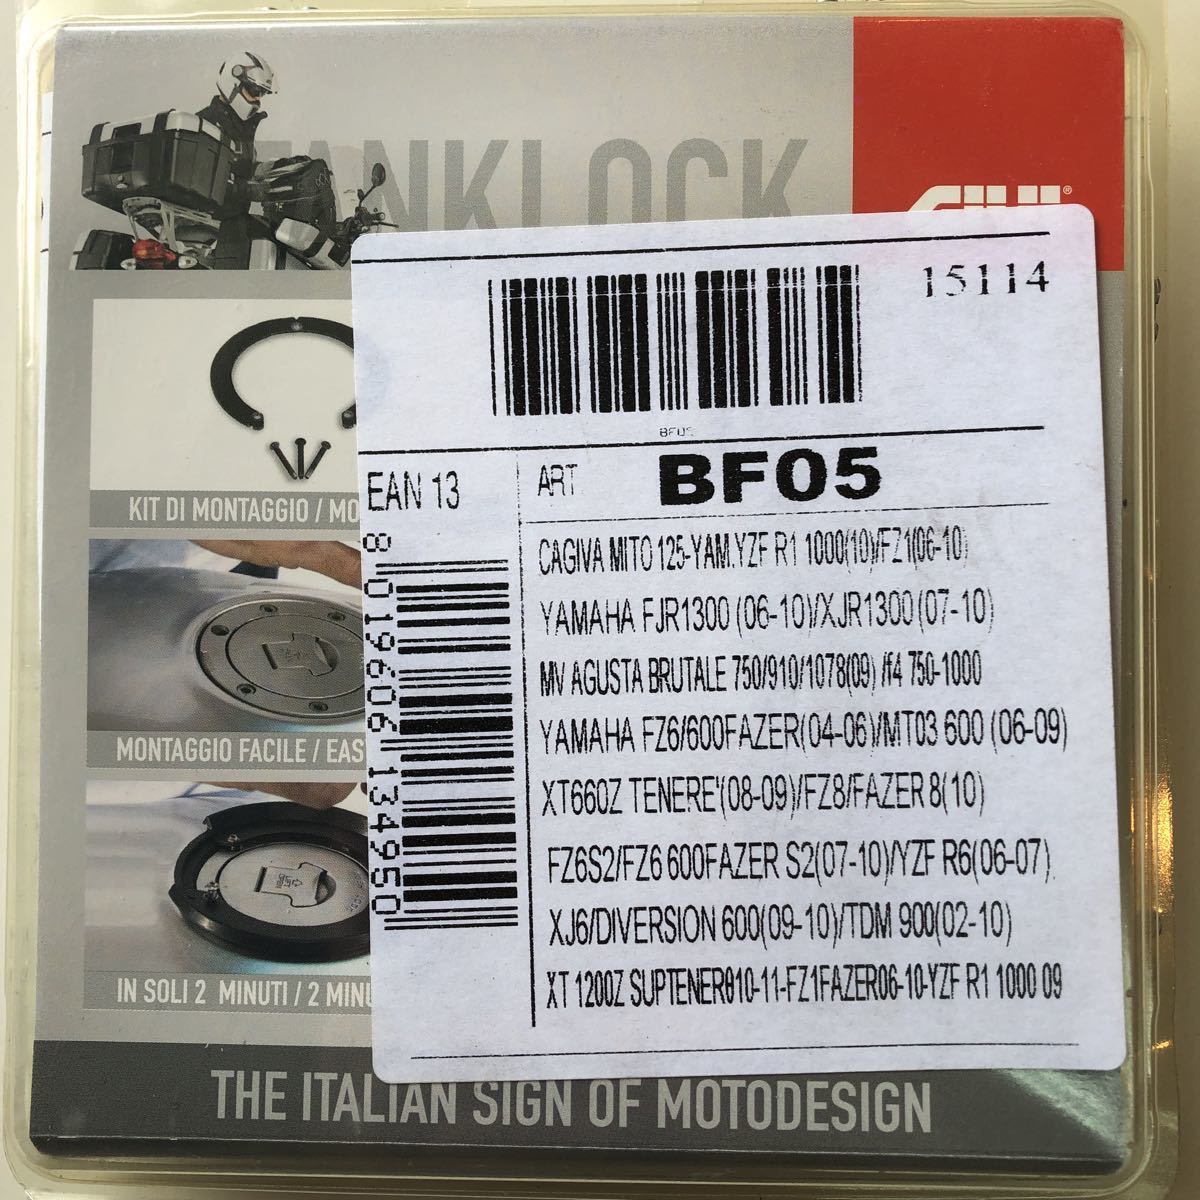 TANKLOCK
GIVI®
15114
BF05
EAN 13
ART.
BF05
8 019606 134950
CAGIVA MITO 125-YAM.YZF R1 1000(10)/FZ1(06-10)
YAMAHA FJR1300 (06-10)/XJR1300 (07-10)
MV AGUSTA BRUTALE 750/910/1078(09) /f4 750-1000
YAMAHA FZ6/600FAZER(04-06)/MT03 600 (06-09)
XT660Z TENERE'(08-09)/FZ8/FAZER 8(10)
FZ6S2/FZ6 600FAZER S2(07-10)/YZF R6(06-07)
XJ6/DIVERSION 600(09-10)/TDM 900(02-10)
XT 1200Z SUPTENERθ10-11-FZ1FAZER06-10-YZF R1 1000 09
KIT DI MONTAGGIO / MO
MONTAGGIO FACILE / EAS
IN SOLI 2 MINUTI / 2 MINU
THE ITALIAN SIGN OF MOTODESIGN